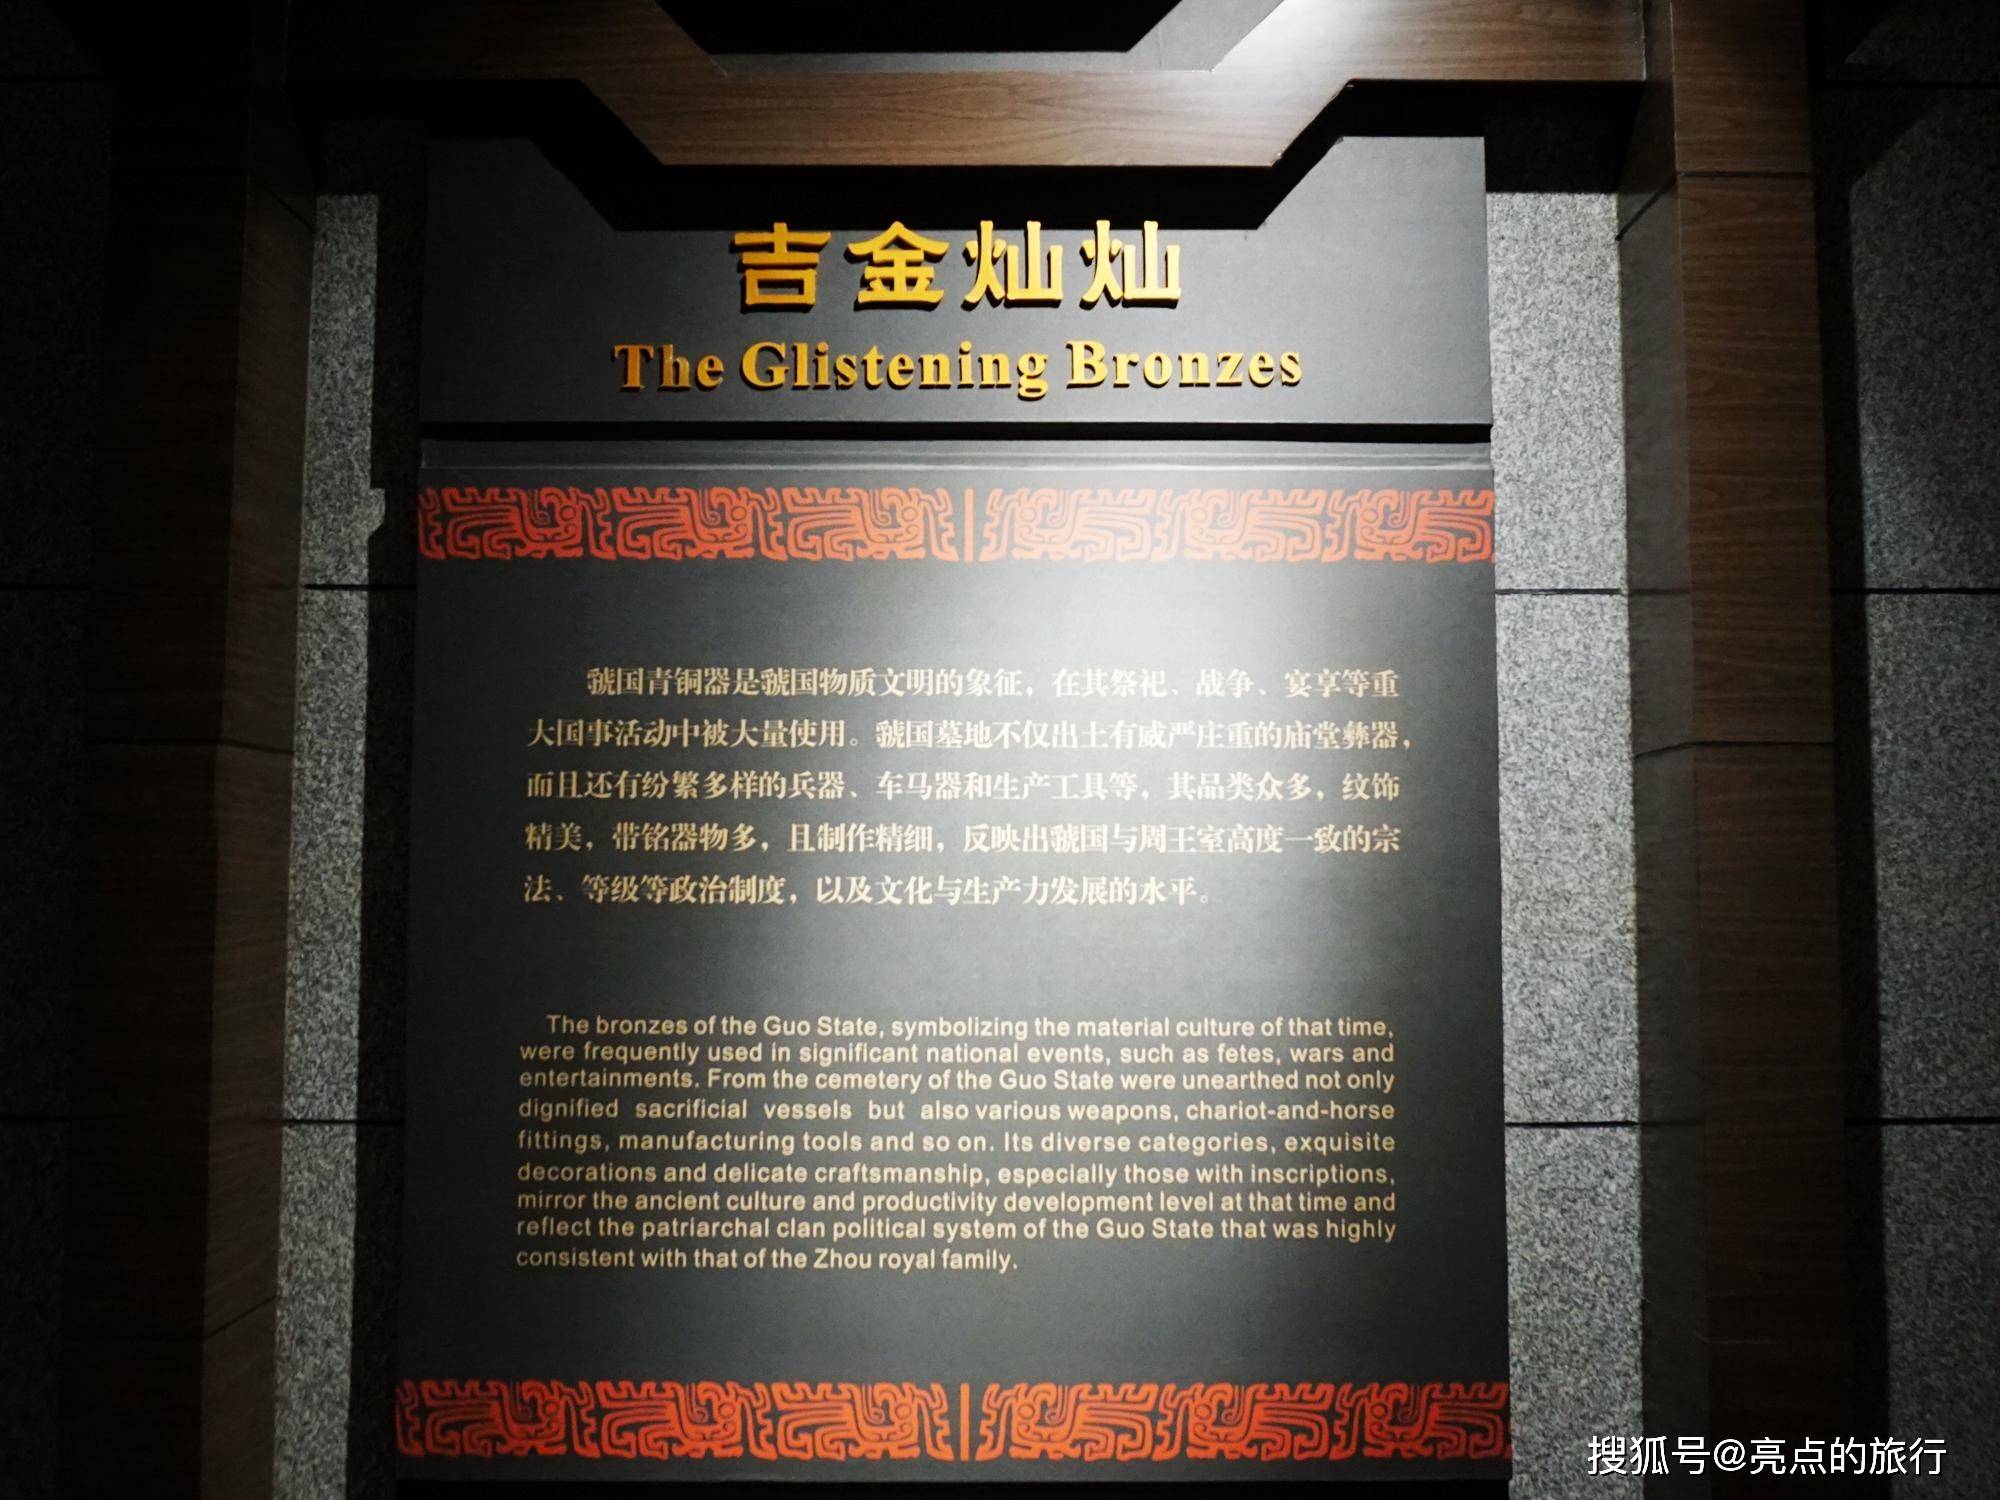 吉金灿灿
The Glistening Bronzes
虢国青铜器是虢国物质文明的象征，在其祭祀、战争、宴享等重
大国事活动中被大量使用。虢国墓地不仅出土有威严庄重的庙堂彝器，
而且还有纷繁多样的兵器、车马器和生产工具等，其品类众多，纹饰
精美，带铭器物多，且制作精细，反映出虢国与周王室高度一致的宗
法、等级等政治制度，以及文化与生产力发展的水平。
The bronzes of the Guo State, symbolizing the material culture of that time,
were frequently used in significant national events, such as fetes, wars and
entertainments. From the cemetery of the Guo State were unearthed not only
dignified sacrificial vessels but also various weapons, chariot-and-horse
fittings, manufacturing tools and so on. Its diverse categories, exquisite
decorations and delicate craftsmanship, especially those with inscriptions,
mirror the ancient culture and productivity development level at that time and
reflect the patriarchal clan political system of the Guo State that was highly
consistent with that of the Zhou royal family.
搜狐号@亮点的旅行